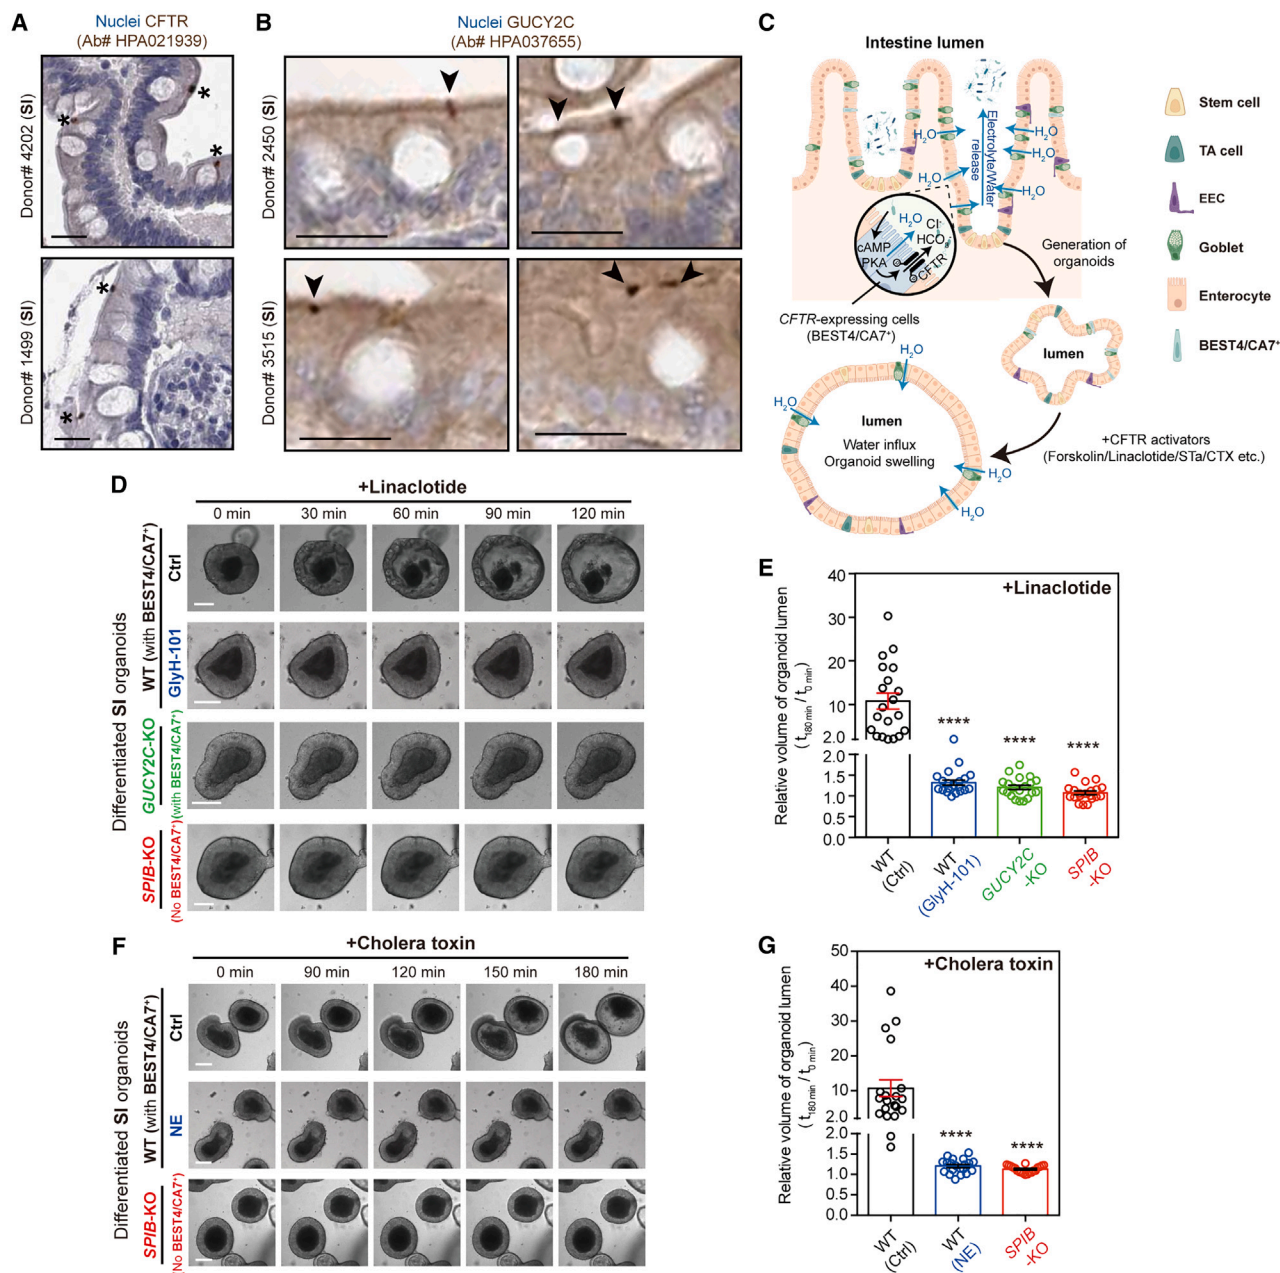 A
Nuclei CFTR
(Ab# HPA021939)
Donor# 4202 (SI)
*
*
*
Donor# 1499 (SI)
*
*
B
Nuclei GUCY2C
(Ab# HPA037655)
Donor# 2450 (SI)
Donor# 3515 (SI)
C
Intestine lumen
H₂O
H₂O
H₂O
H₂O
H₂O
Electrolyte/Water
release
H₂O
Cl⁻
HCO₃⁻
cAMP
PKA
CFTR
CFTR-expressing cells
(BEST4/CA7⁺)
Generation of
organoids
lumen
+CFTR activators
(Forskolin/Linaclotide/STa/CTX etc.)
H₂O
H₂O
lumen
Water influx
Organoid swelling
H₂O
H₂O
Stem cell
TA cell
EEC
Goblet
Enterocyte
BEST4/CA7⁺
D
+Linaclotide
0 min 30 min 60 min 90 min 120 min
Differentiated SI organoids
WT (with BEST4/CA7⁺)
Ctrl
GlyH-101
GUCY2C-KO
(with BEST4/CA7⁺)
SPIB-KO
(No BEST4/CA7⁺)
E
+Linaclotide
Relative volume of organoid lumen
( t180 min / t0 min)
40
30
20
10
2.0
2.0
1.5
1.0
0.5
0.0
****
****
****
WT
(Ctrl)
WT
(GlyH-101)
GUCY2C
-KO
SPIB
-KO
F
+Cholera toxin
0 min 90 min 120 min 150 min 180 min
Differentiated SI organoids
WT (with BEST4/CA7⁺)
Ctrl
NE
SPIB-KO
(No BEST4/CA7⁺)
G
+Cholera toxin
Relative volume of organoid lumen
( t180 min / t0 min)
50
40
30
20
10
2.0
2.0
1.5
1.0
0.5
0.0
****
****
WT
(Ctrl)
WT
(NE)
SPIB
-KO